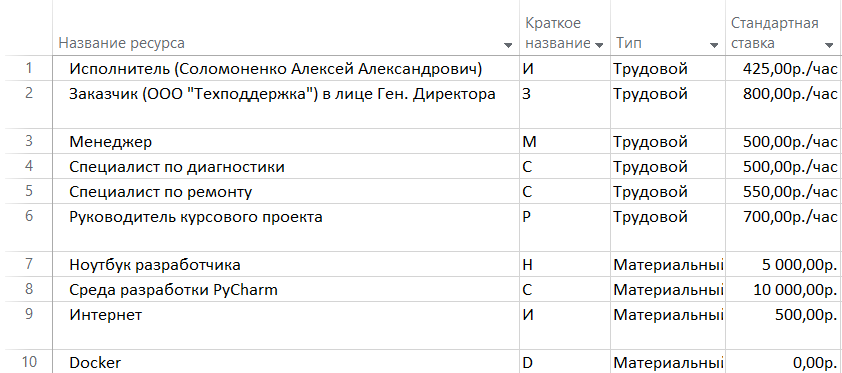 Название ресурса Краткое название Тип Стандартная ставка
1 Исполнитель (Соломоненко Алексей Александрович) И Трудовой 425,00р./час
2 Заказчик (ООО "Техподдержка") в лице Ген. Директора З Трудовой 800,00р./час
3 Менеджер М Трудовой 500,00р./час
4 Специалист по диагностики С Трудовой 500,00р./час
5 Специалист по ремонту С Трудовой 550,00р./час
6 Руководитель курсового проекта Р Трудовой 700,00р./час
7 Ноутбук разработчика Н Материальный 5 000,00р.
8 Среда разработки PyCharm С Материальный 10 000,00р.
9 Интернет И Материальный 500,00р.
10 Docker D Материальный 0,00р.